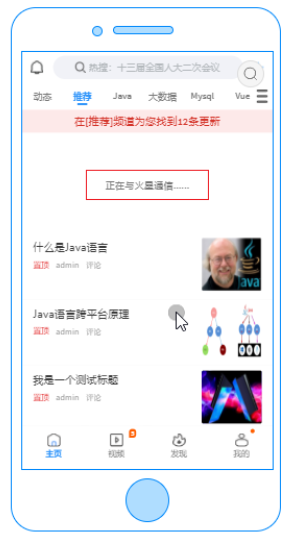 热搜：十三届全国人大二次会议
动态 推荐 Java 大数据 Mysql Vue
在[推荐]频道为您找到12条更新
正在与火星通信......
什么是Java语言
置顶 admin 评论
Java
Java语言跨平台原理
置顶 admin 评论
我是一个测试标题
置顶 admin 评论
主页 视频 发现 我的